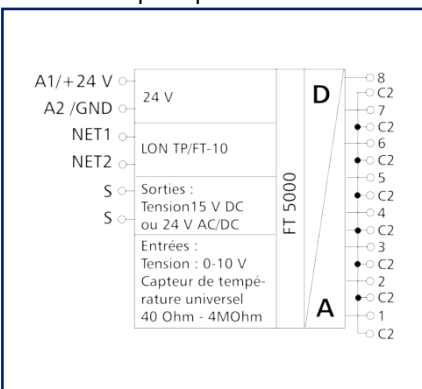 A1/+24 V
A2 /GND
NET1
NET2
S
S
24 V
LON TP/FT-10
Sorties :
Tension15 V DC
ou 24 V AC/DC
Entrées :
Tension : 0-10 V
Capteur de tempé-
rature universel
40 Ohm - 4MOhm
FT 5000
D
A
8
C2
7
C2
6
C2
5
C2
4
C2
3
C2
2
C2
1
C2